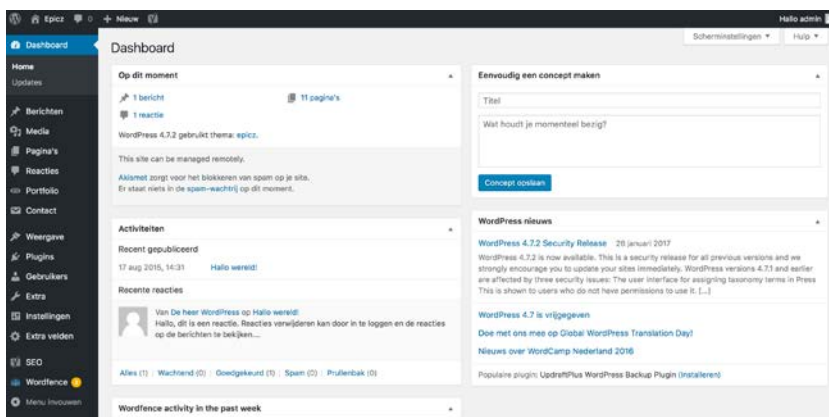 Epicz 0 + Nieuw
Hallo admin
Dashboard
Home
Updates
Berichten
Media
Pagina's
Reacties
Portfolio
Contact
Weergave
Plugins
Gebruikers
Extra
Instellingen
Extra velden
SEO
Wordfence
Menu invouwen
Scherminstellingen
Hulp
Dashboard
Op dit moment
1 bericht
11 pagina's
1 reactie
WordPress 4.7.2 gebruikt thema: epicz.
This site can be managed remotely.
Akismet zorgt voor het blokkeren van spam op je site.
Er staat niets in de spam-wachtrij op dit moment.
Activiteiten
Recent gepubliceerd
17 aug 2015, 14:31 Hallo wereld!
Recente reacties
Van De heer WordPress op Hallo wereld!
Hallo, dit is een reactie. Reacties verwijderen kan door in te loggen en de reacties
op de berichten te bekijken....
Alles (1) | Wachtend (0) | Goedgekeurd (1) | Spam (0) | Prullenbak (0)
Wordfence activity in the past week
Eenvoudig een concept maken
Titel
Wat houdt je momenteel bezig?
Concept opslaan
WordPress nieuws
WordPress 4.7.2 Security Release 26 januari 2017
WordPress 4.7.2 is now available. This is a security release for all previous versions and we
strongly encourage you to update your sites immediately. WordPress versions 4.7.1 and earlier
are affected by three security issues: The user interface for assigning taxonomy terms in Press
This is shown to users who do not have permissions to use it. [...]
WordPress 4.7 is vrijgegeven
Doe met ons mee op Global WordPress Translation Day!
Nieuws over WordCamp Nederland 2016
Populaire plugin: UpdraftPlus WordPress Backup Plugin (Installeren)